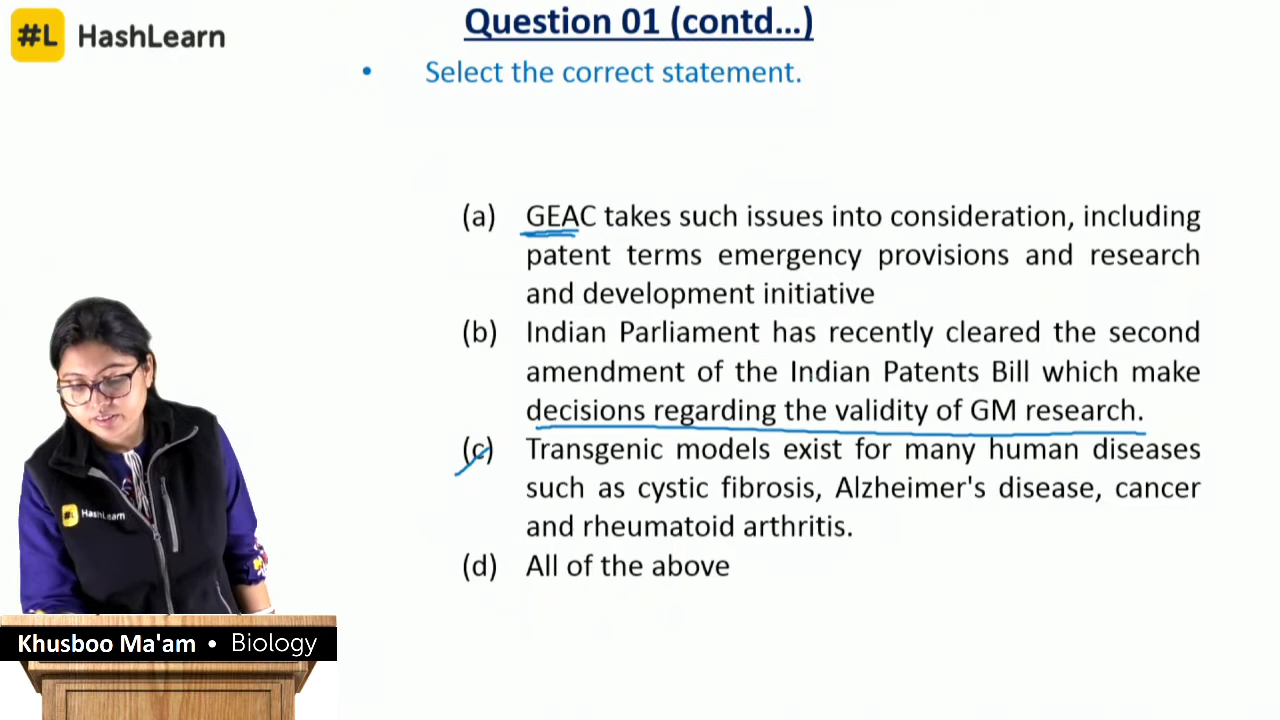 Question 01 (contd...)
#L HashLearn
• Select the correct statement.
(a) GEAC takes such issues into consideration, including
patent terms emergency provisions and research
and development initiative
(b) Indian Parliament has recently cleared the second
amendment of the Indian Patents Bill which make
decisions regarding the validity of GM research.
(c) Transgenic models exist for many human diseases
such as cystic fibrosis, Alzheimer's disease, cancer
and rheumatoid arthritis.
(d) All of the above
#L HashLearn
Khusboo Ma'am • Biology